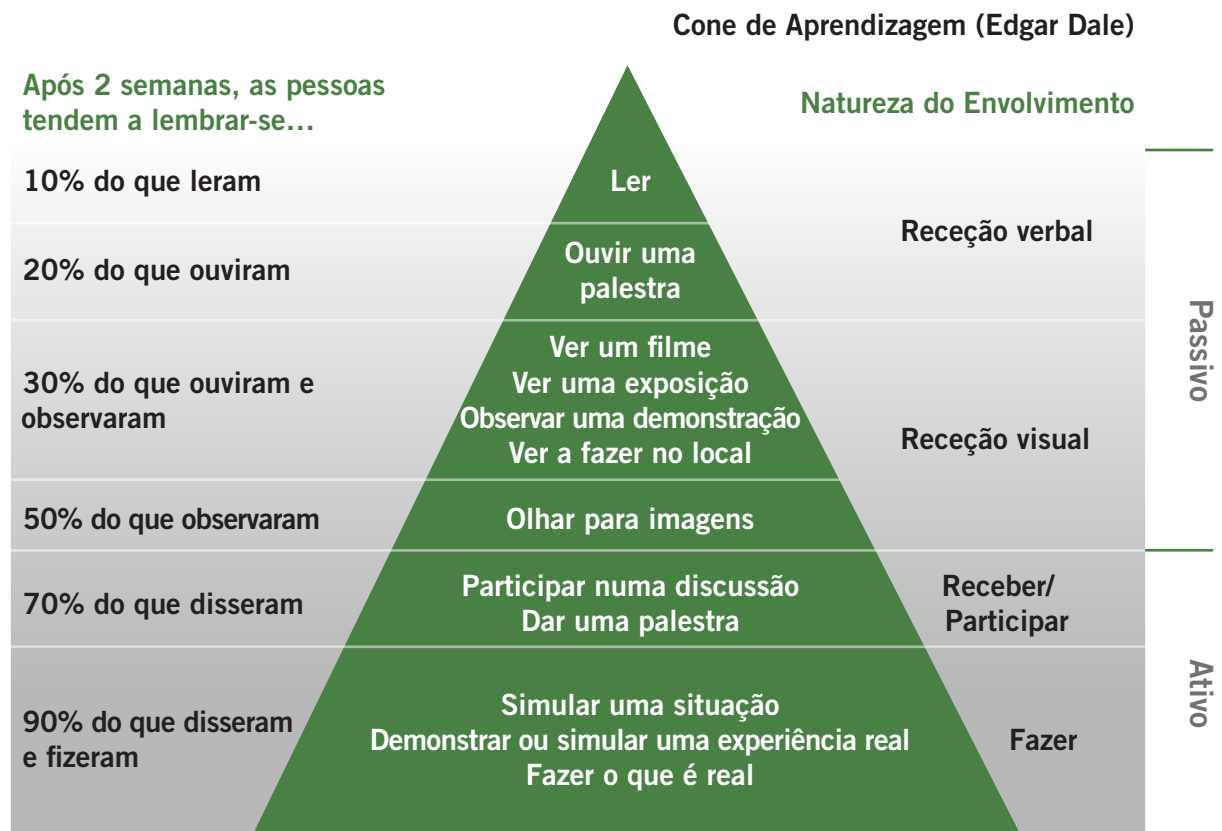 Cone de Aprendizagem (Edgar Dale)
Após 2 semanas, as pessoas
tendem a lembrar-se…
Natureza do Envolvimento
10% do que leram
Ler
Receção verbal
20% do que ouviram
Ouvir uma
palestra
30% do que ouviram e
observaram
Ver um filme
Ver uma exposição
Observar uma demonstração
Ver a fazer no local
Receção visual
50% do que observaram
Olhar para imagens
Passivo
70% do que disseram
Participar numa discussão
Dar uma palestra
Receber/
Participar
90% do que disseram
e fizeram
Simular uma situação
Demonstrar ou simular uma experiência real
Fazer o que é real
Fazer
Ativo